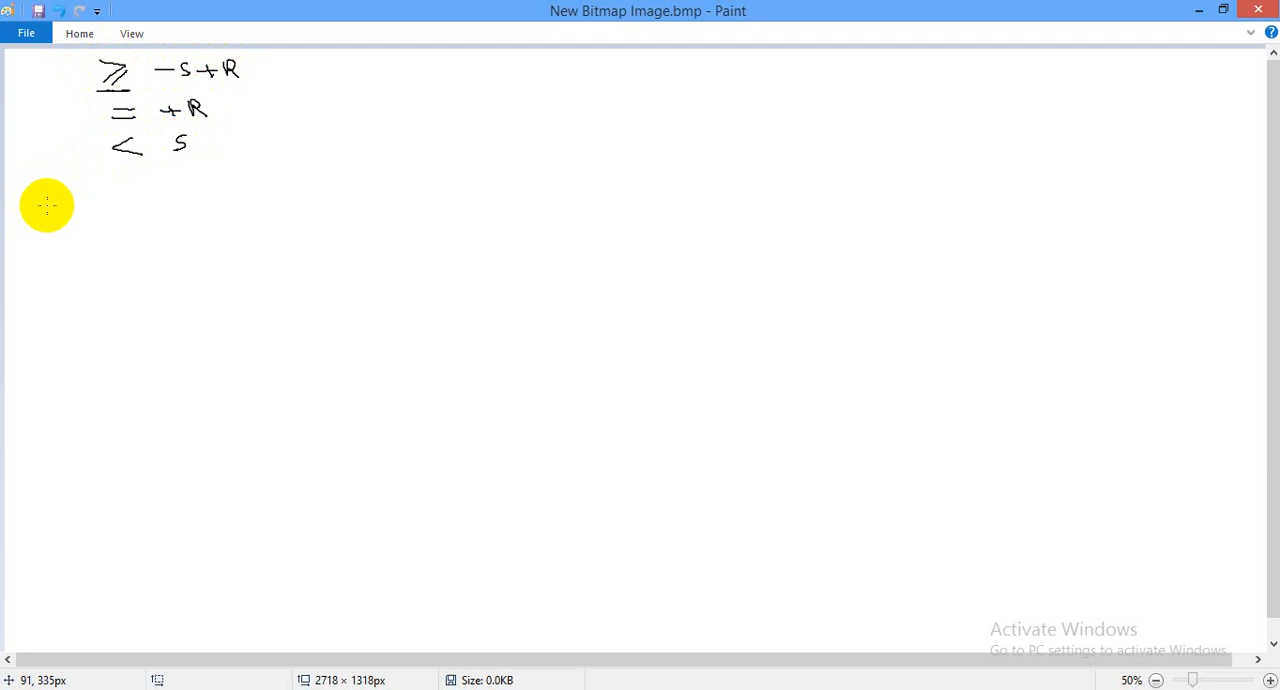 New Bitmap Image.bmp - Paint
File Home View
≥ -S+R
= +R
< S
Activate Windows
Go to PC settings to activate Windows.
91, 335px 2718 × 1318px Size: 0.0KB 50%